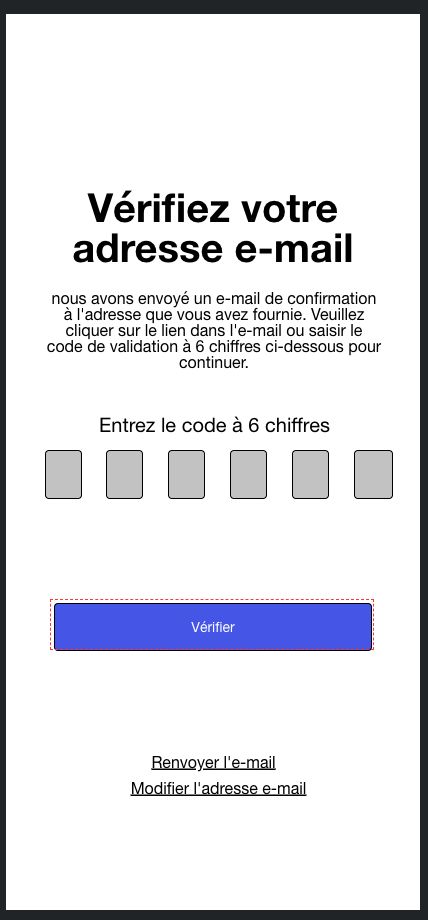 Vérifiez votre
adresse e-mail
nous avons envoyé un e-mail de confirmation
à l'adresse que vous avez fournie. Veuillez
cliquer sur le lien dans l'e-mail ou saisir le
code de validation à 6 chiffres ci-dessous pour
continuer.
Entrez le code à 6 chiffres
Vérifier
Renvoyer l'e-mail
Modifier l'adresse e-mail